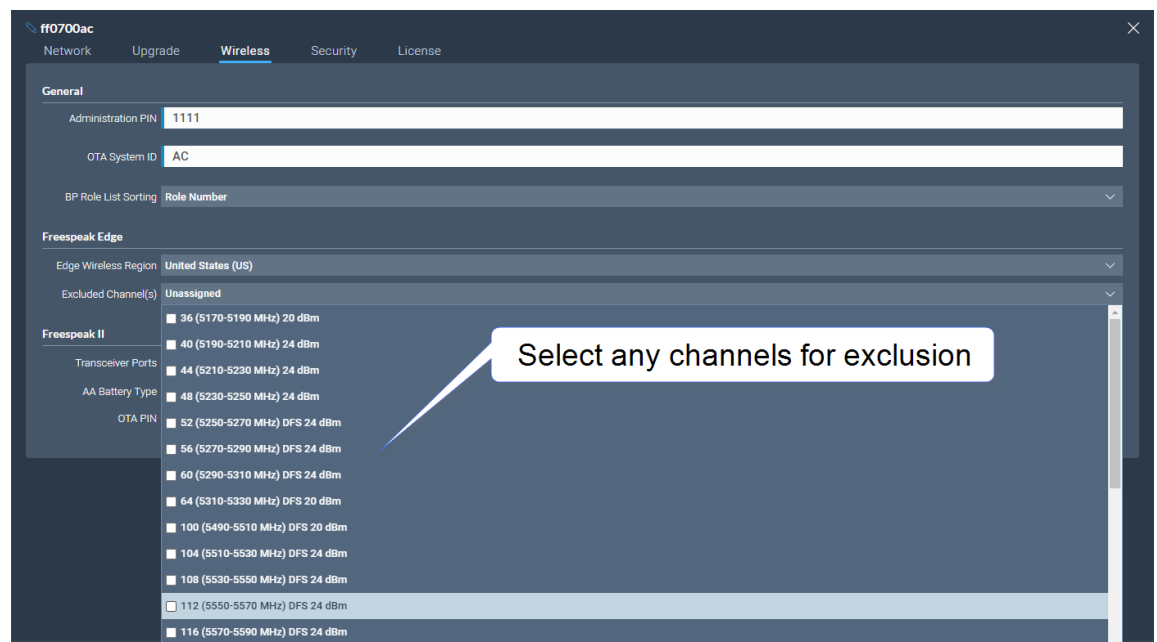 ff0700ac
Network Upgrade Wireless Security License
General
Administration PIN 1111
OTA System ID AC
BP Role List Sorting Role Number
Freespeak Edge
Edge Wireless Region United States (US)
Excluded Channel(s) Unassigned
36 (5170-5190 MHz) 20 dBm
Freespeak II
40 (5190-5210 MHz) 24 dBm
Select any channels for exclusion
Transceiver Ports
44 (5210-5230 MHz) 24 dBm
AA Battery Type
48 (5230-5250 MHz) 24 dBm
OTA PIN
52 (5250-5270 MHz) DFS 24 dBm
56 (5270-5290 MHz) DFS 24 dBm
60 (5290-5310 MHz) DFS 24 dBm
64 (5310-5330 MHz) DFS 20 dBm
100 (5490-5510 MHz) DFS 20 dBm
104 (5510-5530 MHz) DFS 24 dBm
108 (5530-5550 MHz) DFS 24 dBm
112 (5550-5570 MHz) DFS 24 dBm
116 (5570-5590 MHz) DFS 24 dBm